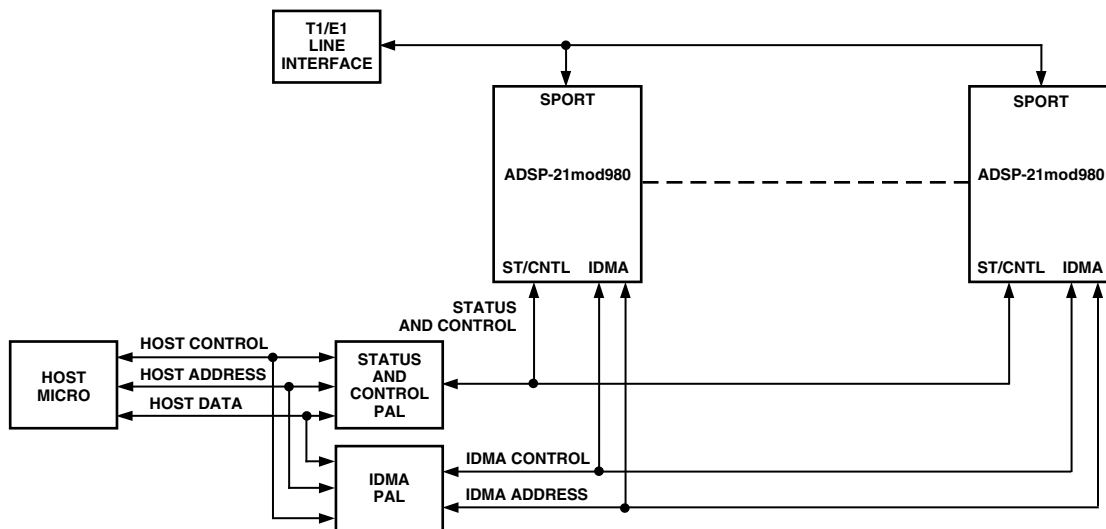 T1/E1
LINE
INTERFACE
SPORT
ADSP-21mod980
ST/CNTL IDMA
SPORT
ADSP-21mod980
ST/CNTL IDMA
STATUS
AND CONTROL
HOST
MICRO
HOST CONTROL
HOST ADDRESS
HOST DATA
STATUS
AND
CONTROL
PAL
IDMA
PAL
IDMA CONTROL
IDMA ADDRESS